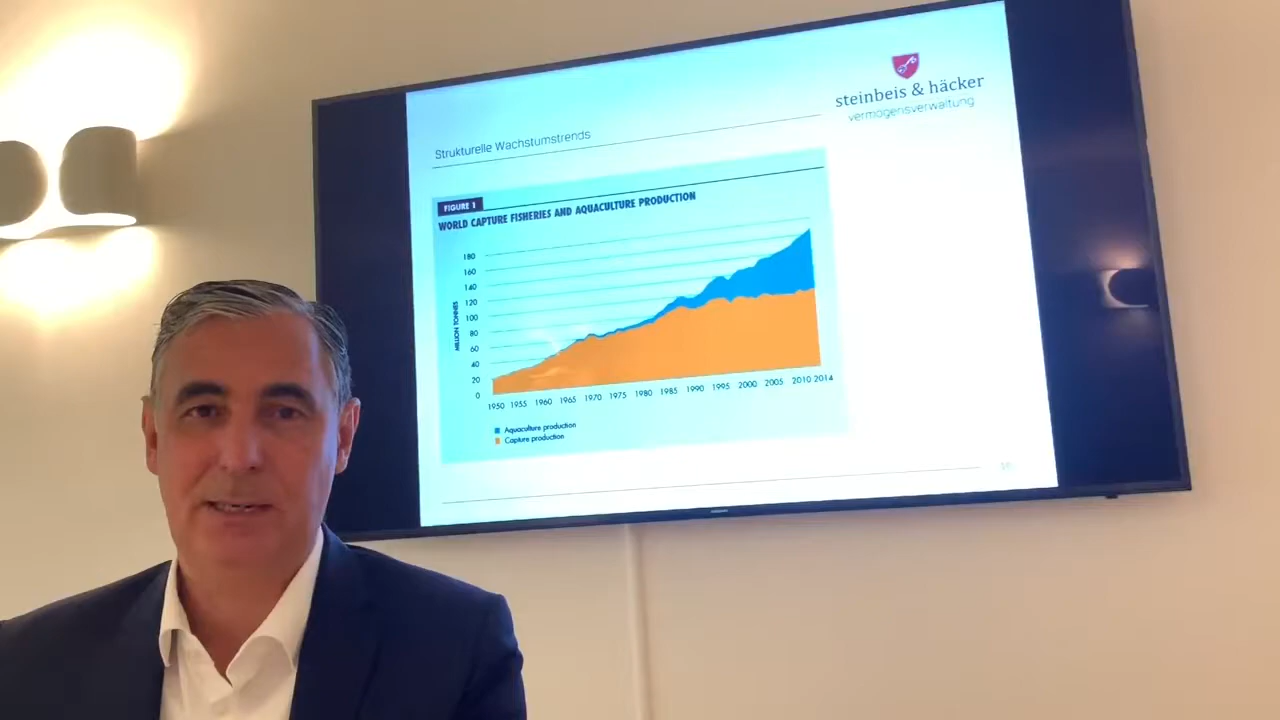 steinbeis & häcker
vermögensverwaltung
Strukturelle Wachstumstrends
FIGURE 1
WORLD CAPTURE FISHERIES AND AQUACULTURE PRODUCTION
MILLION TONNES
180
160
140
120
100
80
60
40
20
0
1950 1955 1960 1965 1970 1975 1980 1985 1990 1995 2000 2005 2010 2014
Aquaculture production
Capture production